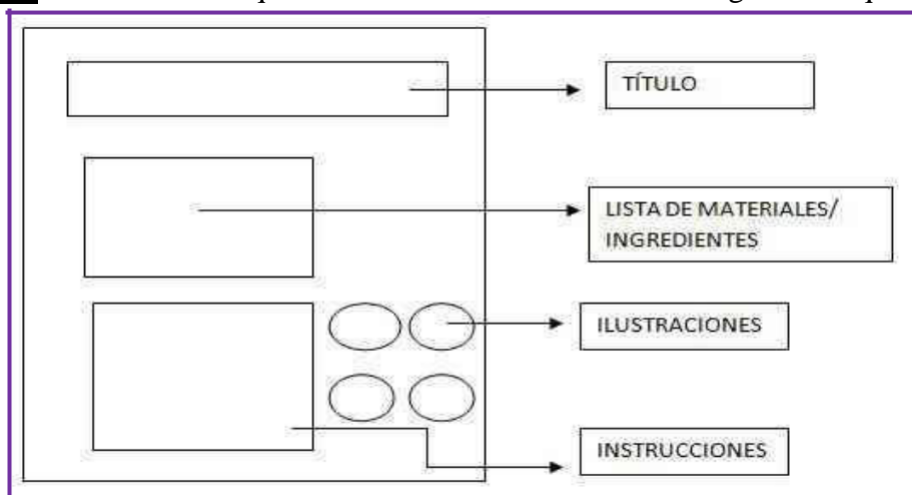 TÍTULO
LISTA DE MATERIALES/
INGREDIENTES
ILUSTRACIONES
INSTRUCCIONES